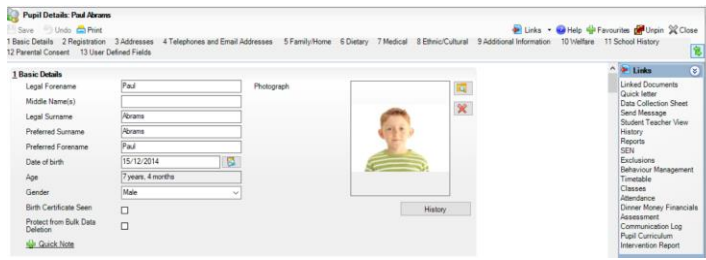 Pupil Details: Paul Abrams
Save Undo Print Links Help Favourites Unpin Close
1 Basic Details 2 Registration 3 Addresses 4 Telephones and Email Addresses 5 Family/Home 6 Dietary 7 Medical 8 Ethnic/Cultural 9 Additional Information 10 Welfare 11 School History
12 Parental Consent 13 User Defined Fields
1 Basic Details
Legal Forename Paul Photograph
Middle Name(s)
Legal Surname Abrams
Preferred Surname Abrams
Preferred Forename Paul
Date of birth 15/12/2014
Age 7 years, 4 months
Gender Male
Birth Certificate Seen
History
Protect from Bulk Data
Deletion
Quick Note
Links
Linked Documents
Quick letter
Data Collection Sheet
Send Message
Student Teacher View
History
Reports
SEN
Exclusions
Behaviour Management
Timetable
Classes
Attendance
Dinner Money Financials
Assessment
Communication Log
Pupil Curriculum
Intervention Report